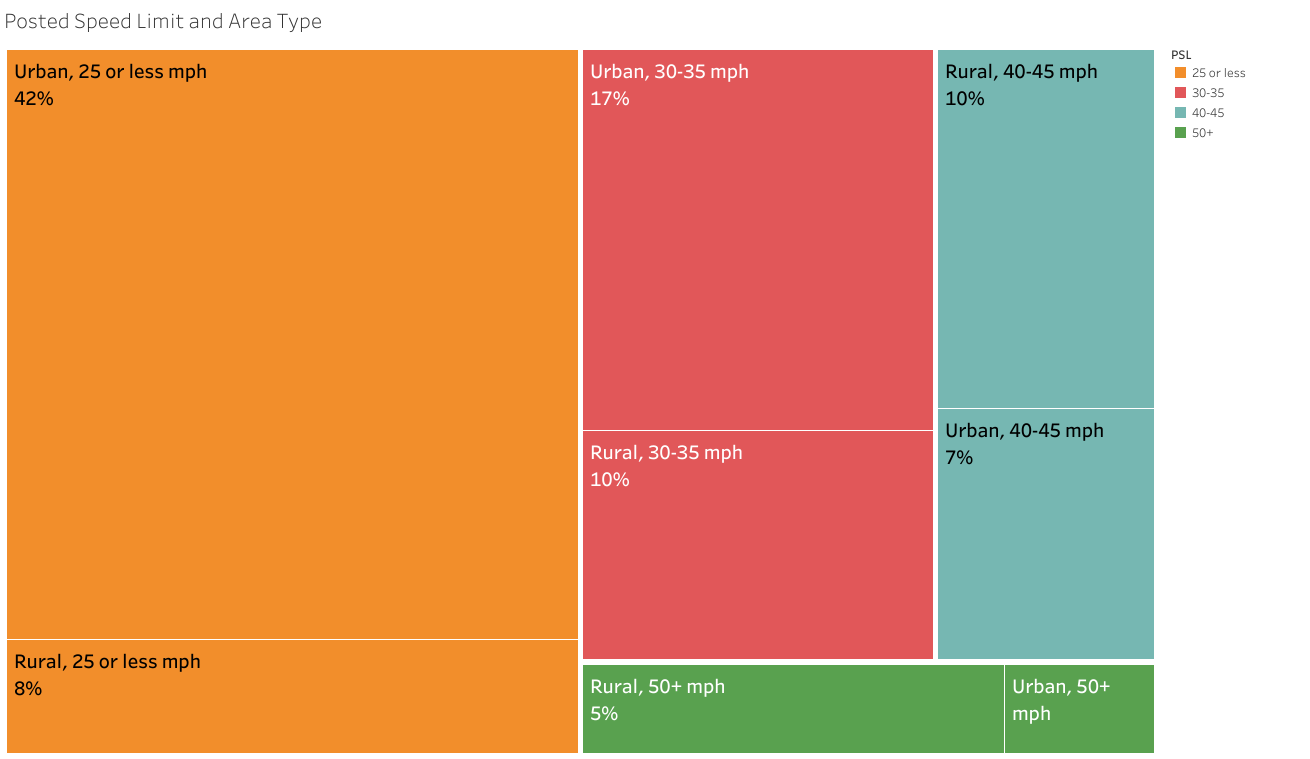 Posted Speed Limit and Area Type
Urban, 25 or less mph
42%
Rural, 25 or less mph
8%
Urban, 30-35 mph
17%
Rural, 30-35 mph
10%
Rural, 40-45 mph
10%
Urban, 40-45 mph
7%
Rural, 50+ mph
5%
Urban, 50+
mph
PSL
25 or less
30-35
40-45
50+